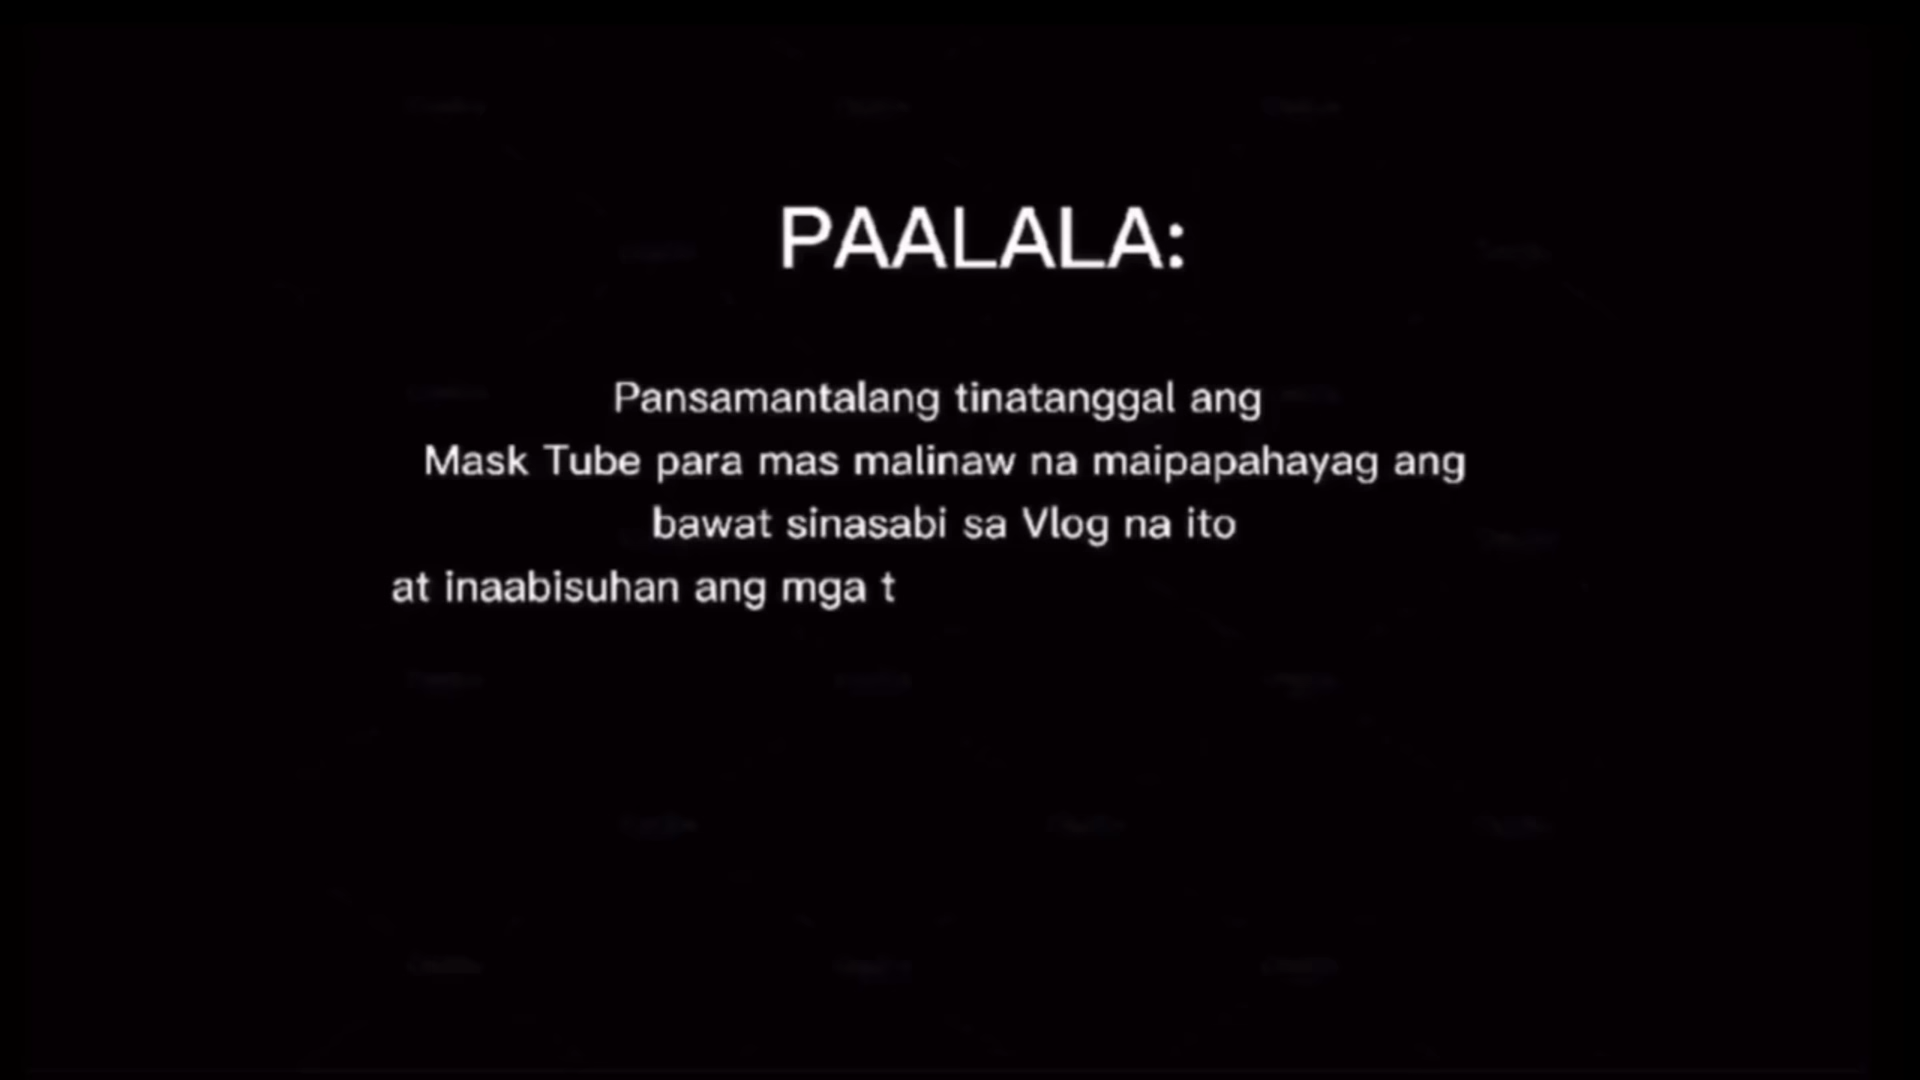 PAALALA:
Pansamantalang tinatanggal ang
Mask Tube para mas malinaw na maipapahayag ang
bawat sinasabi sa Vlog na ito
at inaabisuhan ang mga t